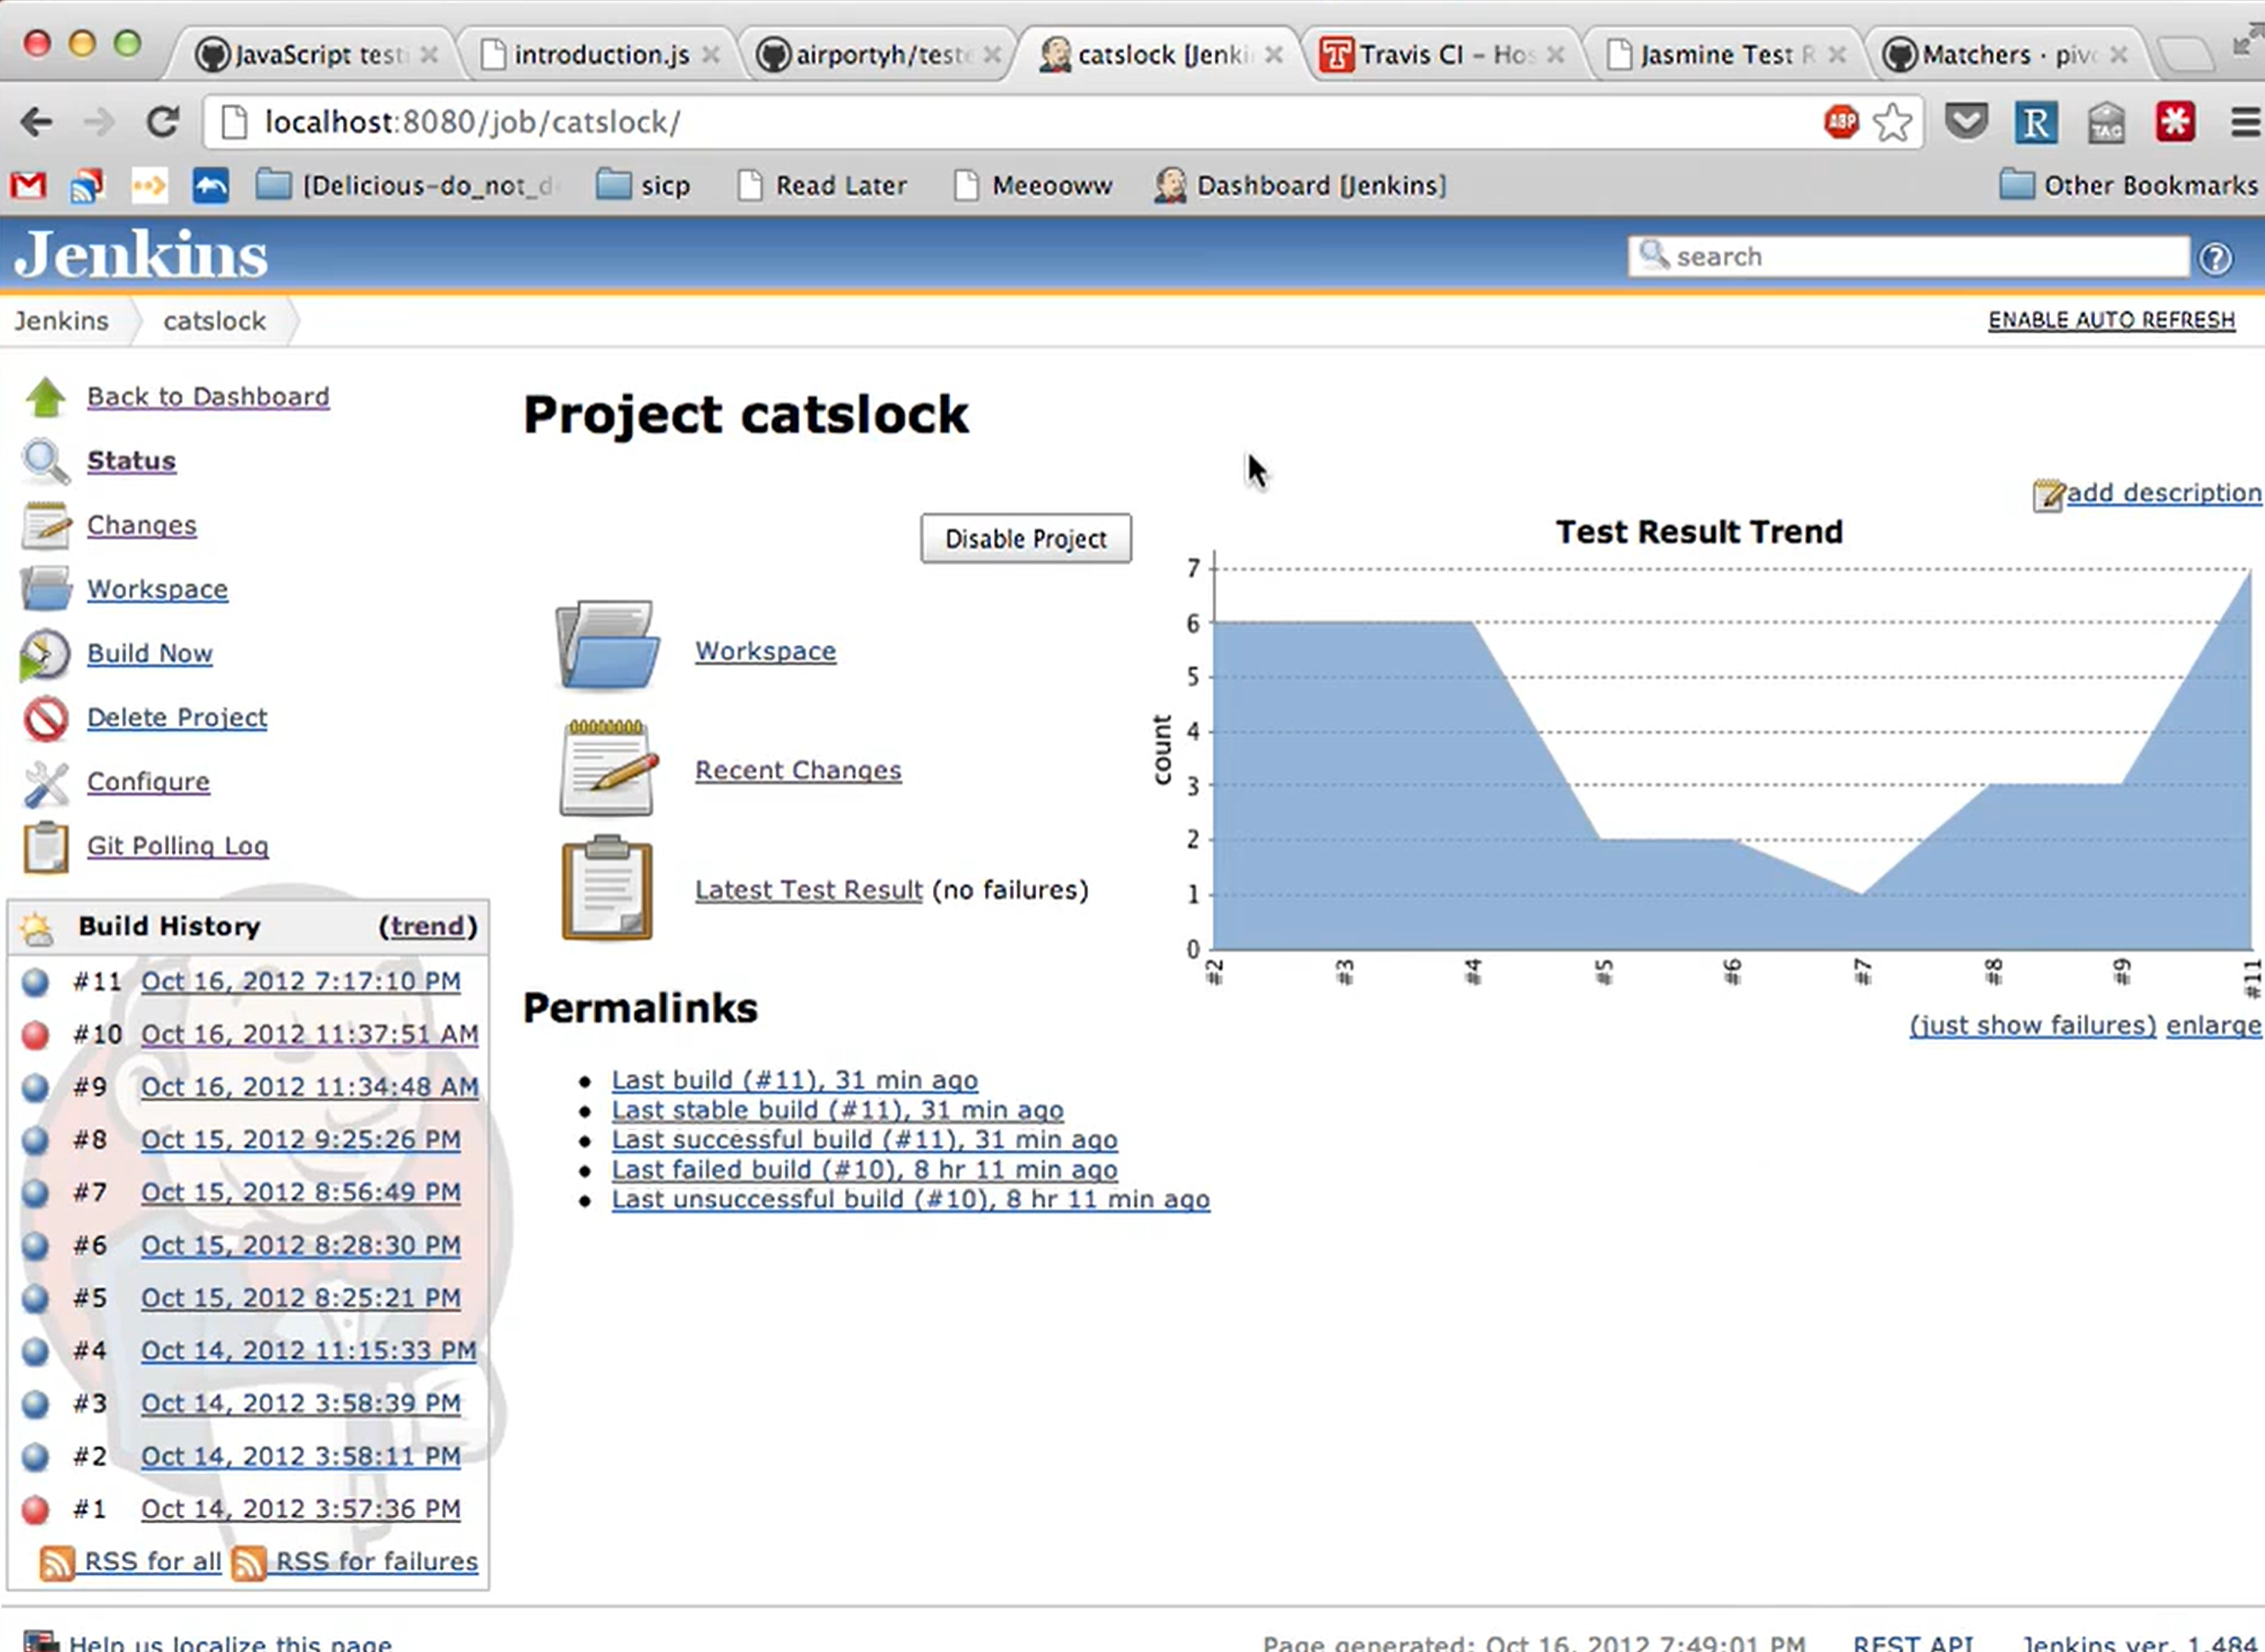 JavaScript test
introduction.js
airportyh/teste
catslock [Jenki
Travis CI - Hos
Jasmine Test R
Matchers · pivo
localhost:8080/job/catslock/
ABP
R
TAG
[Delicious-do_not_d
sicp
Read Later
Meeooww
Dashboard [Jenkins]
Other Bookmarks
Jenkins
search
Jenkins
catslock
ENABLE AUTO REFRESH
Back to Dashboard
Status
Changes
Workspace
Build Now
Delete Project
Configure
Git Polling Log
Build History (trend)
#11 Oct 16, 2012 7:17:10 PM
#10 Oct 16, 2012 11:37:51 AM
#9 Oct 16, 2012 11:34:48 AM
#8 Oct 15, 2012 9:25:26 PM
#7 Oct 15, 2012 8:56:49 PM
#6 Oct 15, 2012 8:28:30 PM
#5 Oct 15, 2012 8:25:21 PM
#4 Oct 14, 2012 11:15:33 PM
#3 Oct 14, 2012 3:58:39 PM
#2 Oct 14, 2012 3:58:11 PM
#1 Oct 14, 2012 3:57:36 PM
RSS for all RSS for failures
Project catslock
add description
Disable Project
Workspace
Recent Changes
Latest Test Result (no failures)
Test Result Trend
count
7
6
5
4
3
2
1
0
#2
#3
#4
#5
#6
#7
#8
#9
#11
(just show failures) enlarge
Permalinks
Last build (#11), 31 min ago
Last stable build (#11), 31 min ago
Last successful build (#11), 31 min ago
Last failed build (#10), 8 hr 11 min ago
Last unsuccessful build (#10), 8 hr 11 min ago
Help us localize this page
Page generated: Oct 16, 2012 7:49:01 PM
REST API
Jenkins ver. 1.484